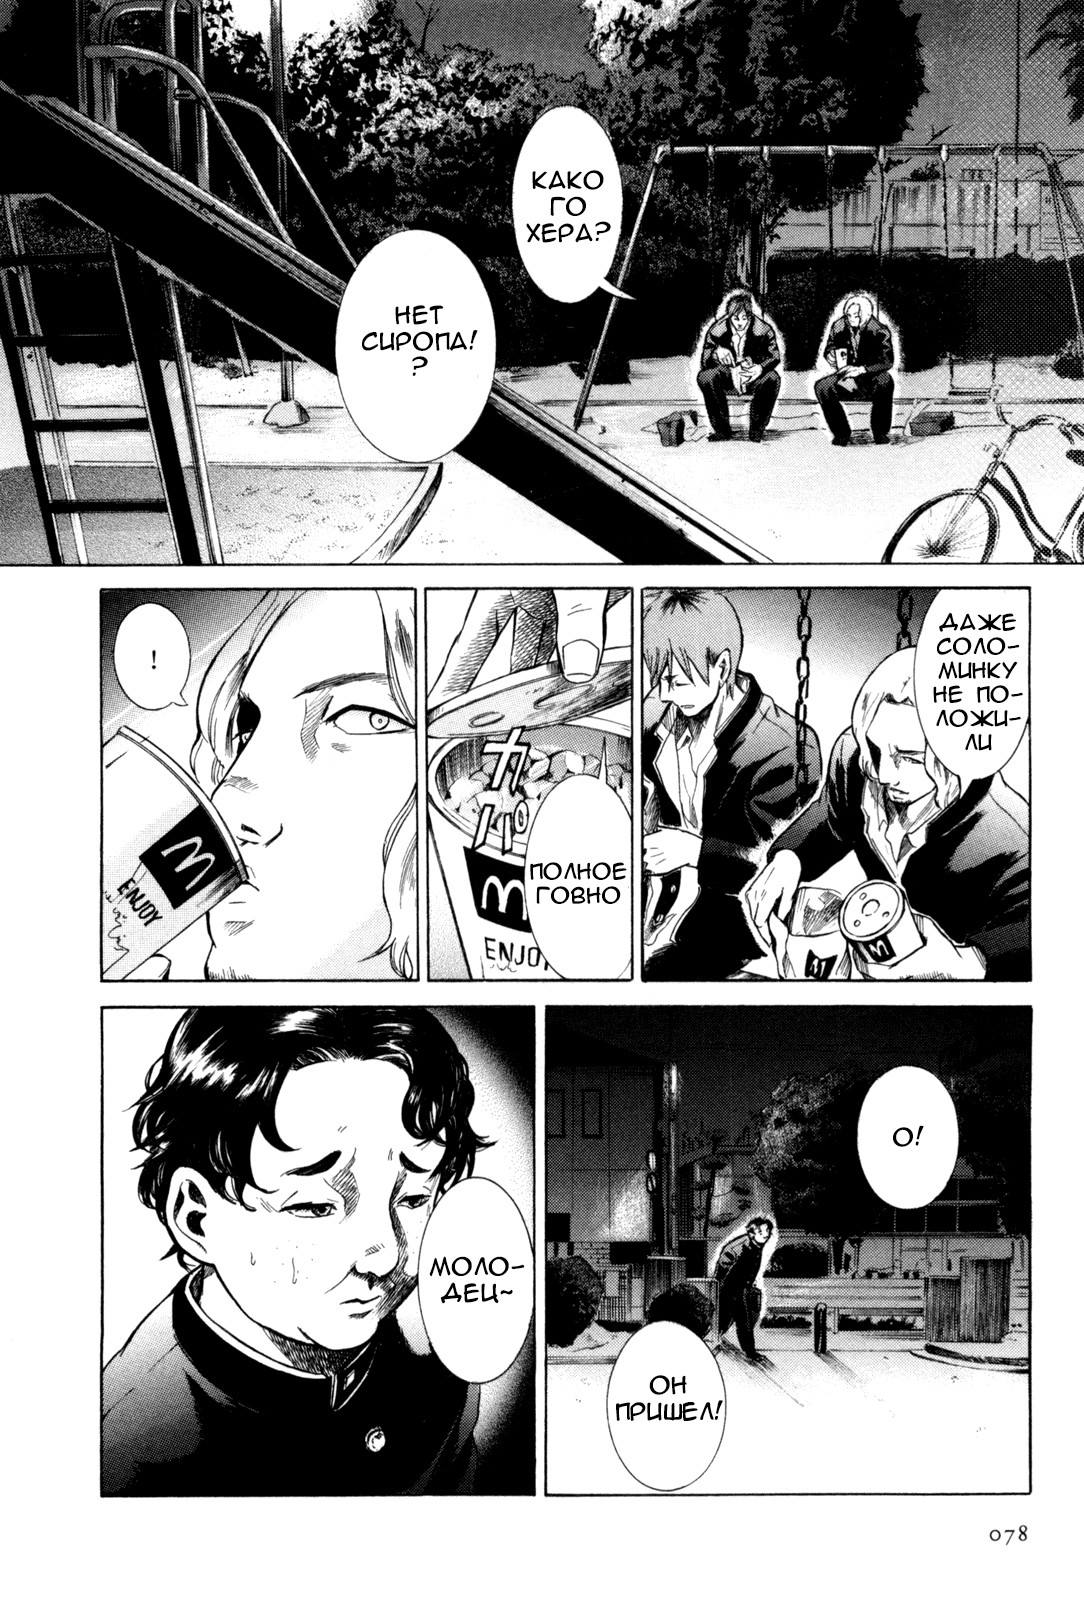 КАКО
ГО
ХЕРА?
НЕТ
СИРОПА!
?
ДАЖЕ
СОЛО-
МИНКУ
НЕ ПО-
ЛОЖИ-
ЛИ
カパ
ПОЛНОЕ
ГОВНО
M
ENJOY
!
M
ENJOY
M
M
О!
ОН
ПРИШЕЛ!
МОЛО-
ДЕЦ~
078